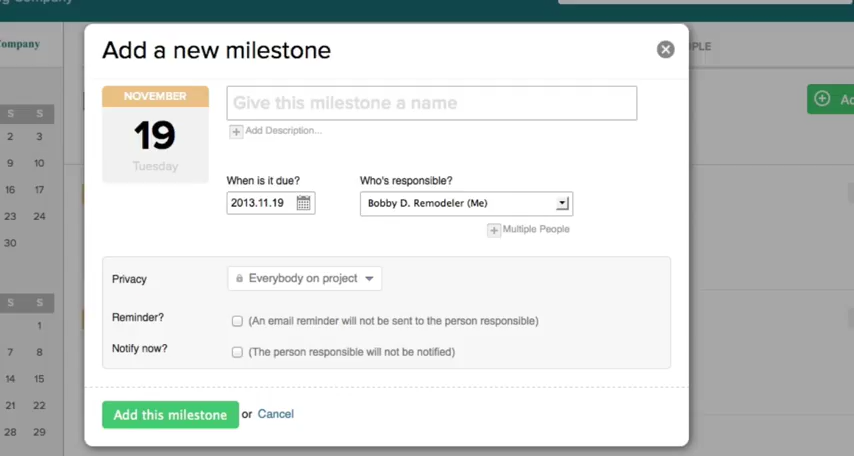 Company
Company
PLE
Add a new milestone
NOVEMBER
19
Tuesday
Give this milestone a name
+ Add Description...
When is it due?
Who's responsible?
2013.11.19
Bobby D. Remodeler (Me)
+ Multiple People
Privacy
Everybody on project
Reminder?
(An email reminder will not be sent to the person responsible)
Notify now?
(The person responsible will not be notified)
Add this milestone or Cancel
S S
2 3
9 10
16 17
23 24
30
S S
1
7 8
14 15
21 22
28 29